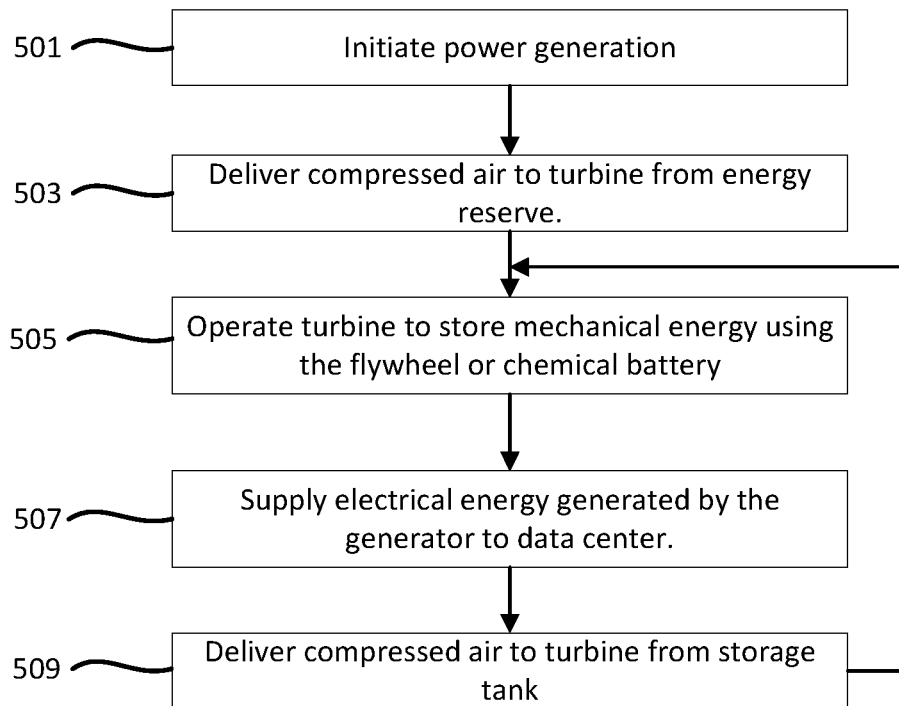 501
Initiate power generation
503
Deliver compressed air to turbine from energy
reserve.
505
Operate turbine to store mechanical energy using
the flywheel or chemical battery
507
Supply electrical energy generated by the
generator to data center.
509
Deliver compressed air to turbine from storage
tank